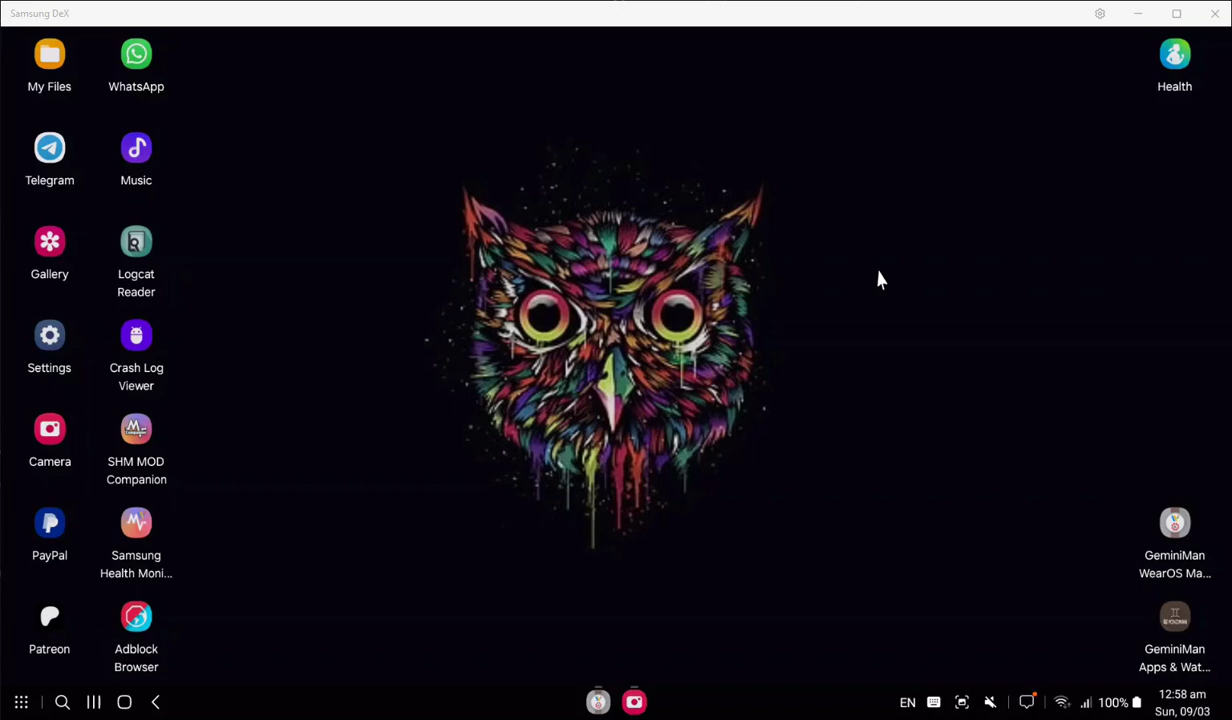 Samsung DeX
My Files
WhatsApp
Health
Telegram
Music
Gallery
Logcat
Reader
Settings
Crash Log
Viewer
Camera
SHM MOD
Companion
PayPal
Samsung
Health Moni...
GeminiMan
WearOS Ma...
Patreon
Adblock
Browser
GeminiMan
Apps & Wat...
EN
100%
12:58 am
Sun, 09/03